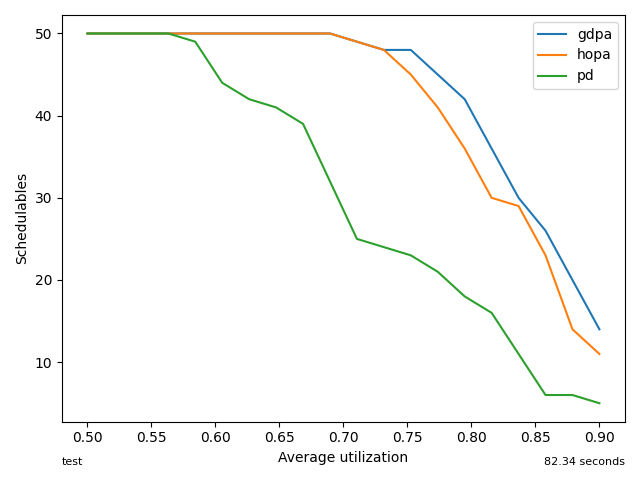 gdpa
hopa
pd
Schedulables
50
40
30
20
10
0.50 0.55 0.60 0.65 0.70 0.75 0.80 0.85 0.90
Average utilization
test
82.34 seconds